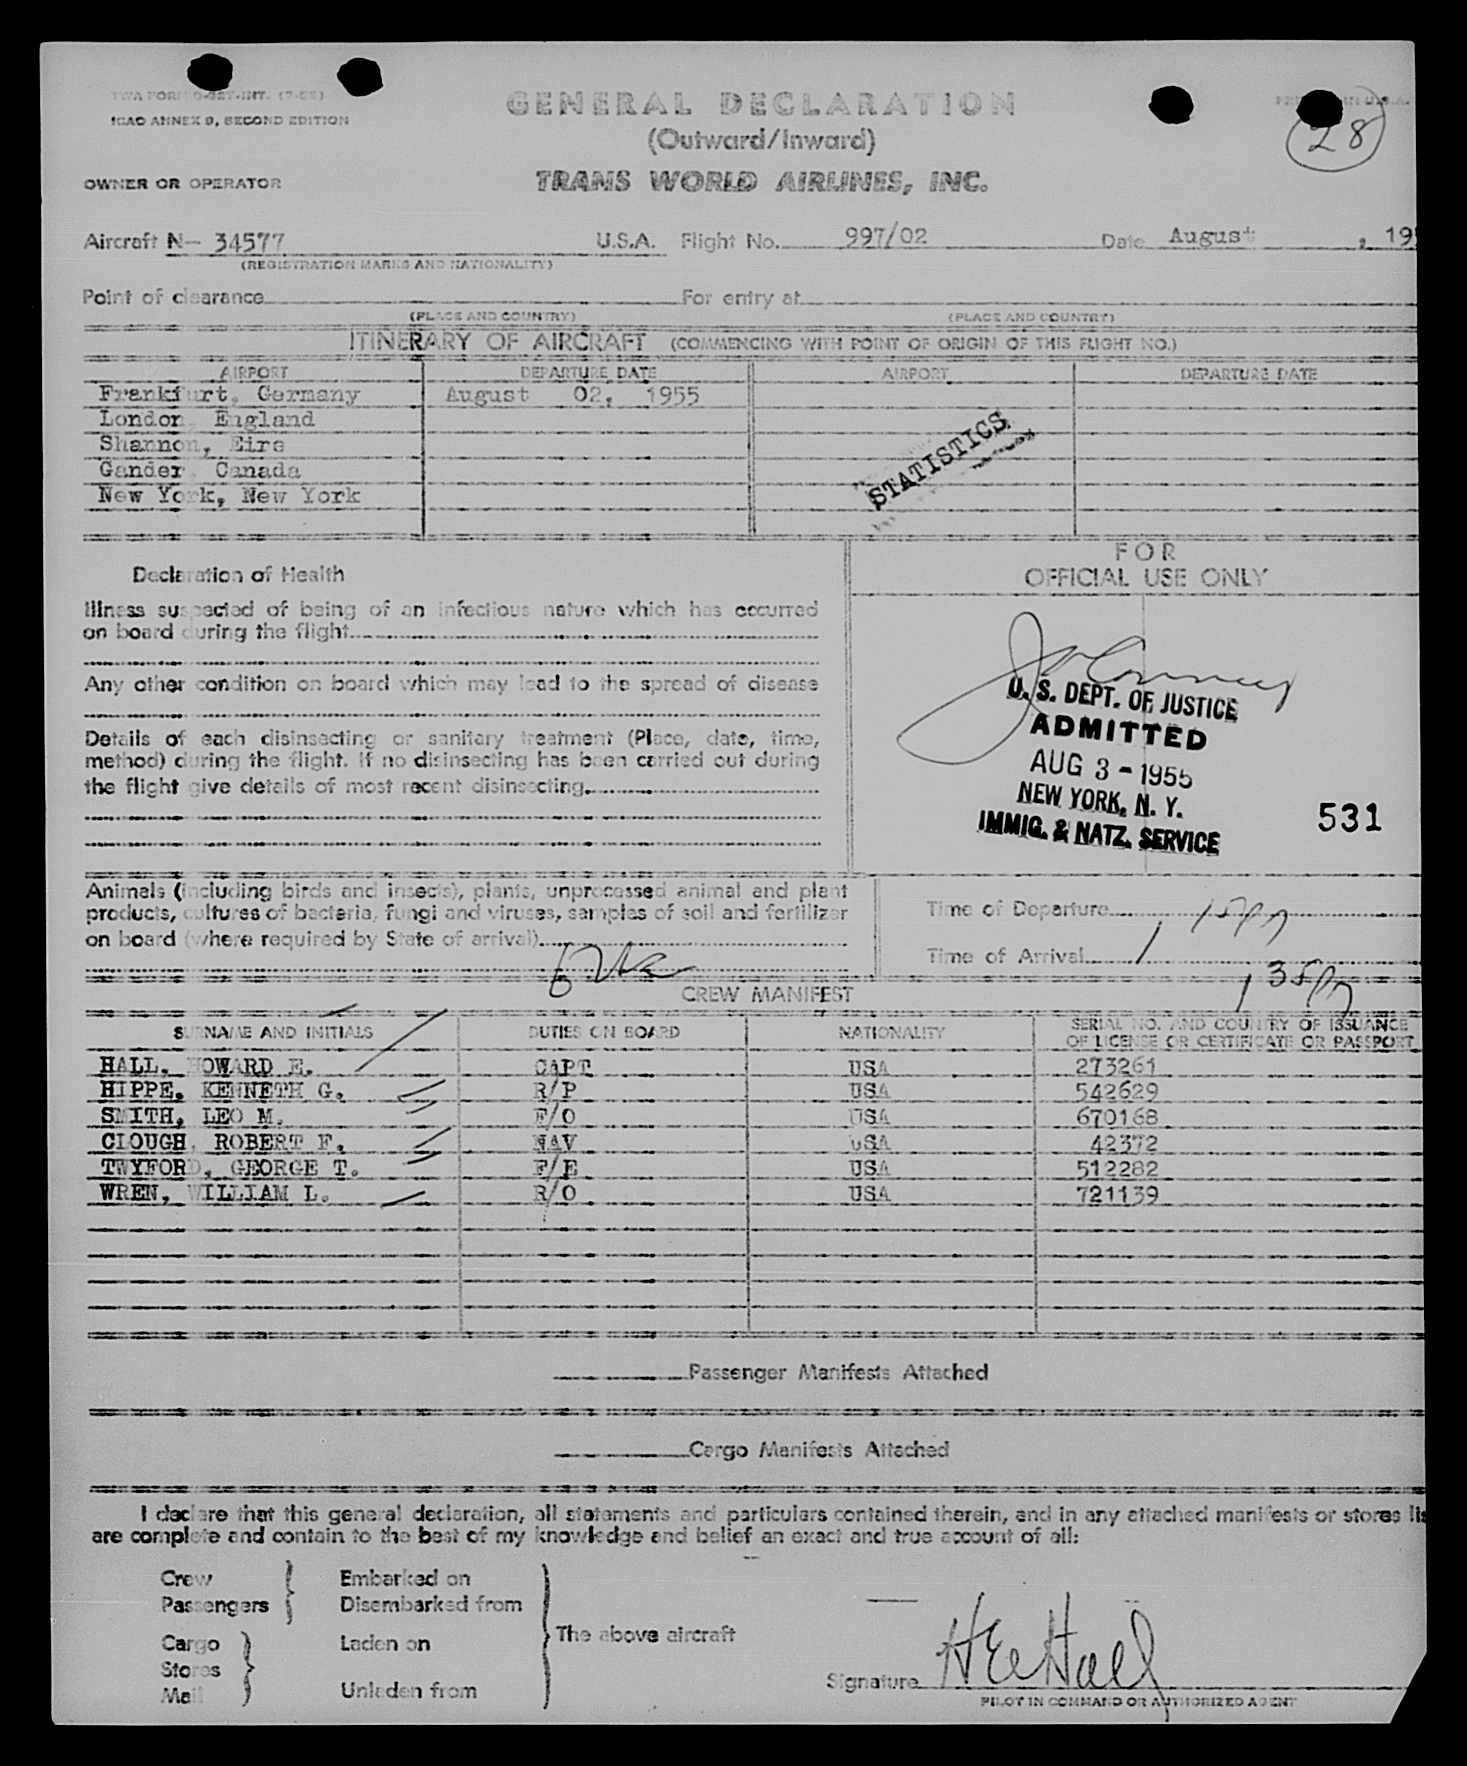 ICAO ANNEX 9, SECOND EDITION
GENERAL DECLARATION
(Outward/Inward)
28
OWNER OR OPERATOR
TRANS WORLD AIRLINES, INC.
Aircraft N- 34577 U.S.A. Flight No. 997/02 Date August , 19
(REGISTRATION MARKS AND NATIONALITY)
Point of clearance For entry at
(PLACE AND COUNTRY) (PLACE AND COUNTRY)
ITINERARY OF AIRCRAFT (COMMENCING WITH POINT OF ORIGIN OF THIS FLIGHT NO.)
AIRPORT DEPARTURE DATE AIRPORT DEPARTURE DATE
Frankfurt, Germany August 02, 1955
London, England
Shannon, Eire
Gander, Canada
New York, New York
STATISTICS
FOR
OFFICIAL USE ONLY
Declaration of Health
Illness suspected of being of an infectious nature which has occurred
on board during the flight
Any other condition on board which may lead to the spread of disease
Details of each disinsecting or sanitary treatment (Place, date, time,
method) during the flight. If no disinsecting has been carried out during
the flight give details of most recent disinsecting
U. S. DEPT. OF JUSTICE
ADMITTED
AUG 3 - 1955
NEW YORK, N. Y.
IMMIG. & NATZ. SERVICE
531
Animals (including birds and insects), plants, unprocessed animal and plant
products, cultures of bacteria, fungi and viruses, samples of soil and fertilizer
on board (where required by State of arrival)
Time of Departure
Time of Arrival
CREW MANIFEST
SURNAME AND INITIALS DUTIES ON BOARD NATIONALITY SERIAL NO. AND COUNTRY OF ISSUANCE
OF LICENSE OR CERTIFICATE OR PASSPORT
HALL, HOWARD E. CAPT USA 273261
HIPPE, KENNETH G. R/P USA 542629
SMITH, LEO M. F/O USA 670168
CLOUGH, ROBERT F. NAV USA 42372
TWYFORD, GEORGE T. F/E USA 512282
WREN, WILLIAM L. R/O USA 721139
Passenger Manifests Attached
Cargo Manifests Attached
I declare that this general declaration, all statements and particulars contained therein, and in any attached manifests or stores lis
are complete and contain to the best of my knowledge and belief an exact and true account of all:
Crew Embarked on
Passengers Disembarked from
The above aircraft
Cargo Laden on
Stores
Mail Unladen from
Signature H E Hall
PILOT IN COMMAND OR AUTHORIZED AGENT